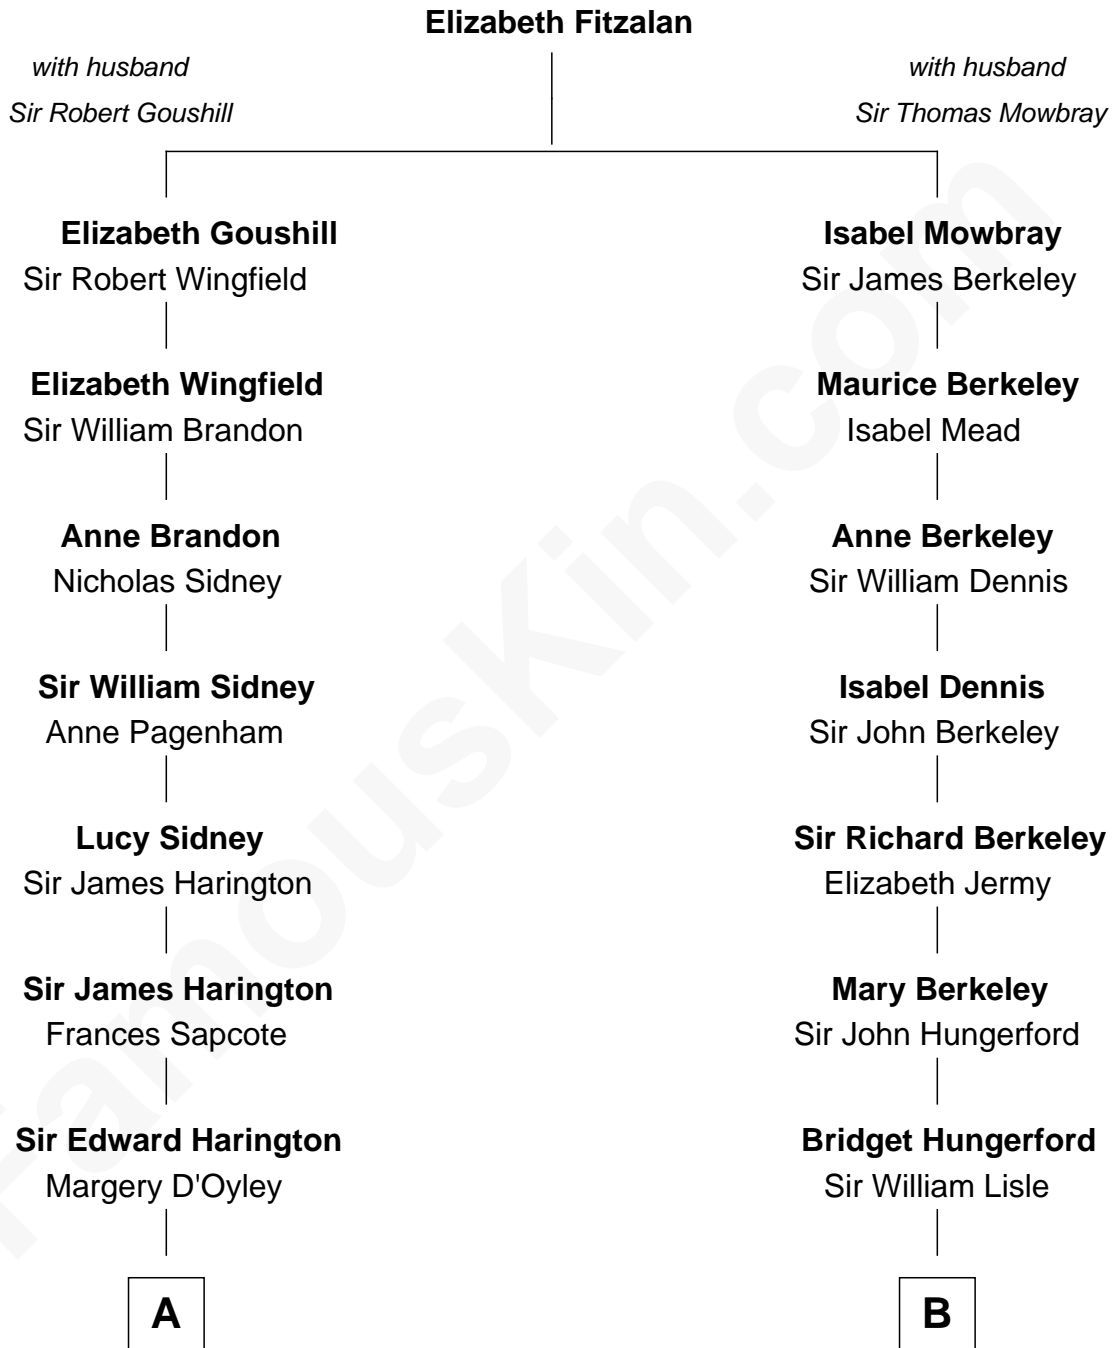 Elizabeth Fitzalan
with husband
Sir Robert Goushill
with husband
Sir Thomas Mowbray
Elizabeth Goushill
Sir Robert Wingfield
Isabel Mowbray
Sir James Berkeley
Elizabeth Wingfield
Sir William Brandon
Maurice Berkeley
Isabel Mead
Anne Brandon
Nicholas Sidney
Anne Berkeley
Sir William Dennis
Sir William Sidney
Anne Pagenham
Isabel Dennis
Sir John Berkeley
Lucy Sidney
Sir James Harington
Sir Richard Berkeley
Elizabeth Jermy
Sir James Harington
Frances Sapcote
Mary Berkeley
Sir John Hungerford
Sir Edward Harington
Margery D'Oyley
Bridget Hungerford
Sir William Lisle
A
B
FamousKin.com